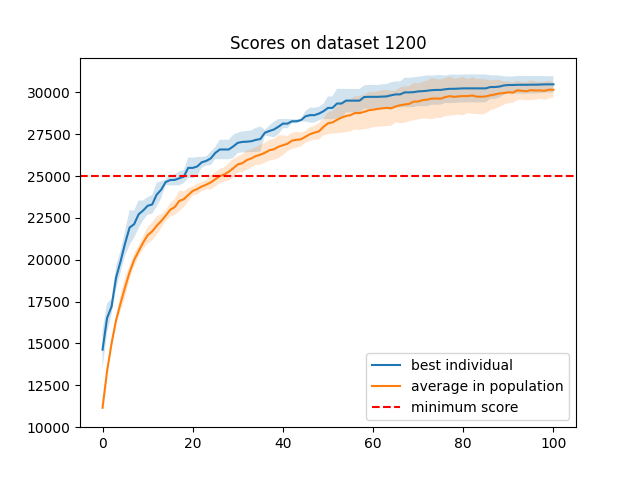 Scores on dataset 1200
30000
27500
25000
22500
20000
17500
15000
12500
10000
0 20 40 60 80 100
best individual
average in population
minimum score